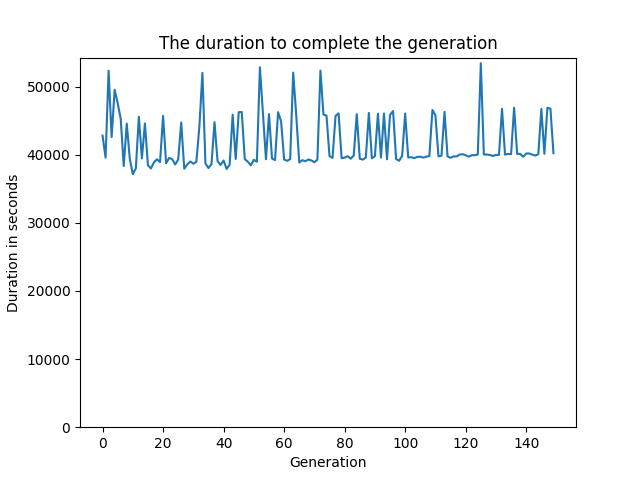 The duration to complete the generation
50000
40000
30000
20000
10000
0
Duration in seconds
0 20 40 60 80 100 120 140
Generation